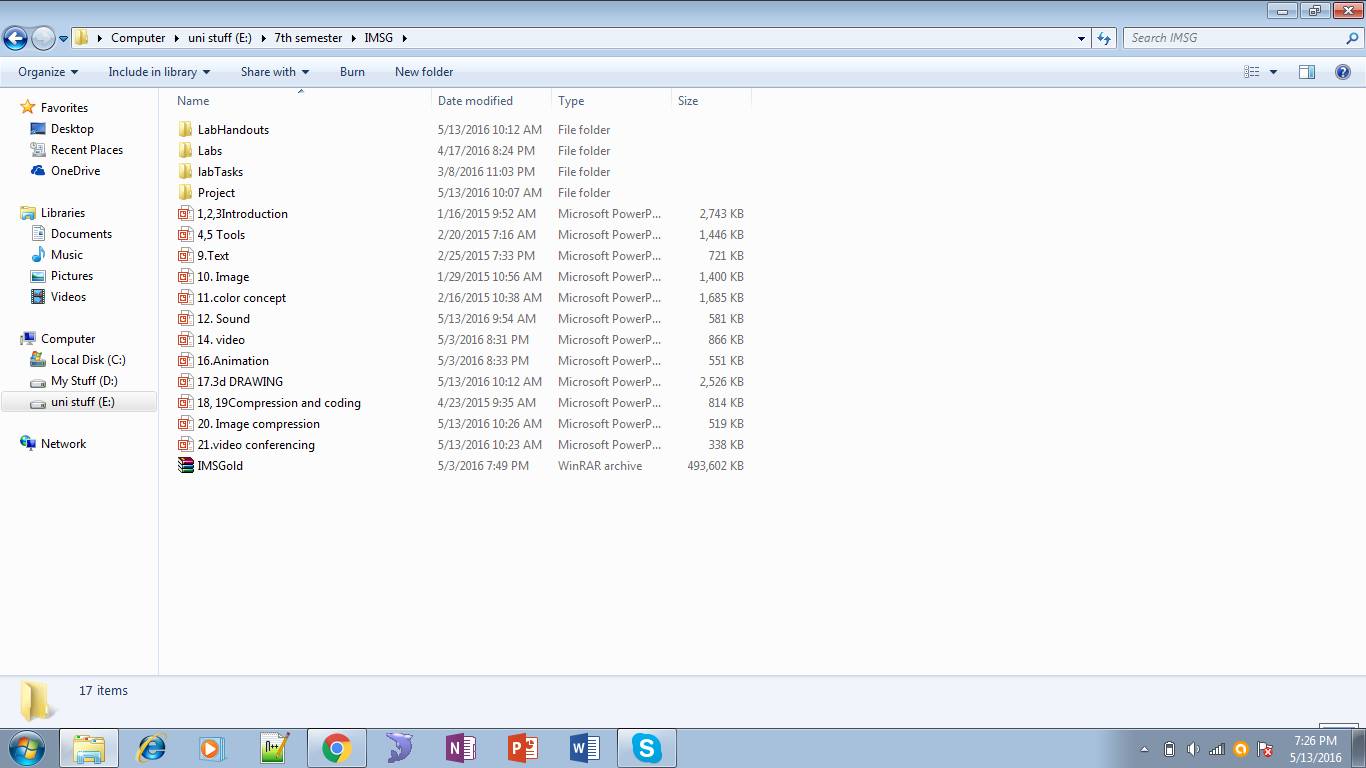 Computer uni stuff (E:) 7th semester IMSG Search IMSG
Organize Include in library Share with Burn New folder
Name Date modified Type Size
Favorites
Desktop
Recent Places
OneDrive
Libraries
Documents
Music
Pictures
Videos
Computer
Local Disk (C:)
My Stuff (D:)
uni stuff (E:)
Network
LabHandouts 5/13/2016 10:12 AM File folder
Labs 4/17/2016 8:24 PM File folder
labTasks 3/8/2016 11:03 PM File folder
Project 5/13/2016 10:07 AM File folder
1,2,3Introduction 1/16/2015 9:52 AM Microsoft PowerP... 2,743 KB
4,5 Tools 2/20/2015 7:16 AM Microsoft PowerP... 1,446 KB
9.Text 2/25/2015 7:33 PM Microsoft PowerP... 721 KB
10. Image 1/29/2015 10:56 AM Microsoft PowerP... 1,400 KB
11.color concept 2/16/2015 10:38 AM Microsoft PowerP... 1,685 KB
12. Sound 5/13/2016 9:54 AM Microsoft PowerP... 581 KB
14. video 5/3/2016 8:31 PM Microsoft PowerP... 866 KB
16.Animation 5/3/2016 8:33 PM Microsoft PowerP... 551 KB
17.3d DRAWING 5/13/2016 10:12 AM Microsoft PowerP... 2,526 KB
18, 19Compression and coding 4/23/2015 9:35 AM Microsoft PowerP... 814 KB
20. Image compression 5/13/2016 10:26 AM Microsoft PowerP... 519 KB
21.video conferencing 5/13/2016 10:23 AM Microsoft PowerP... 338 KB
IMSGold 5/3/2016 7:49 PM WinRAR archive 493,602 KB
17 items
7:26 PM
5/13/2016